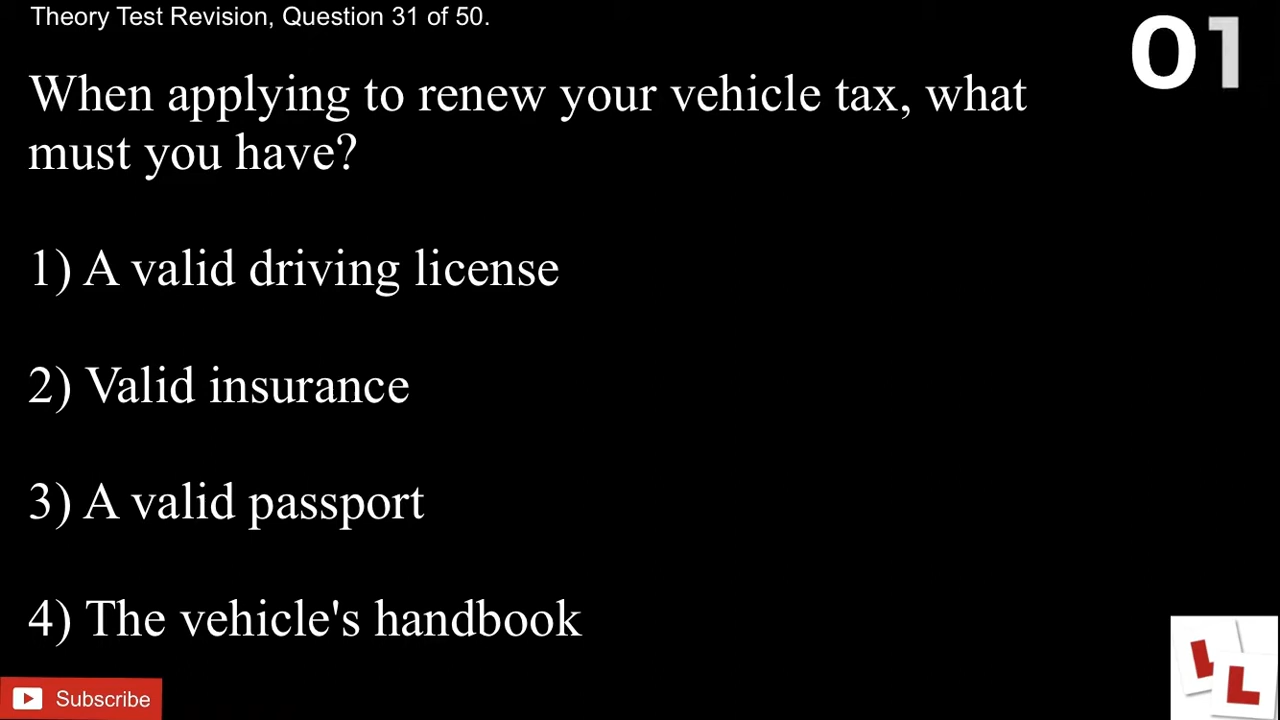 Theory Test Revision, Question 31 of 50.
01
When applying to renew your vehicle tax, what
must you have?
1) A valid driving license
2) Valid insurance
3) A valid passport
4) The vehicle's handbook
Subscribe
L
L